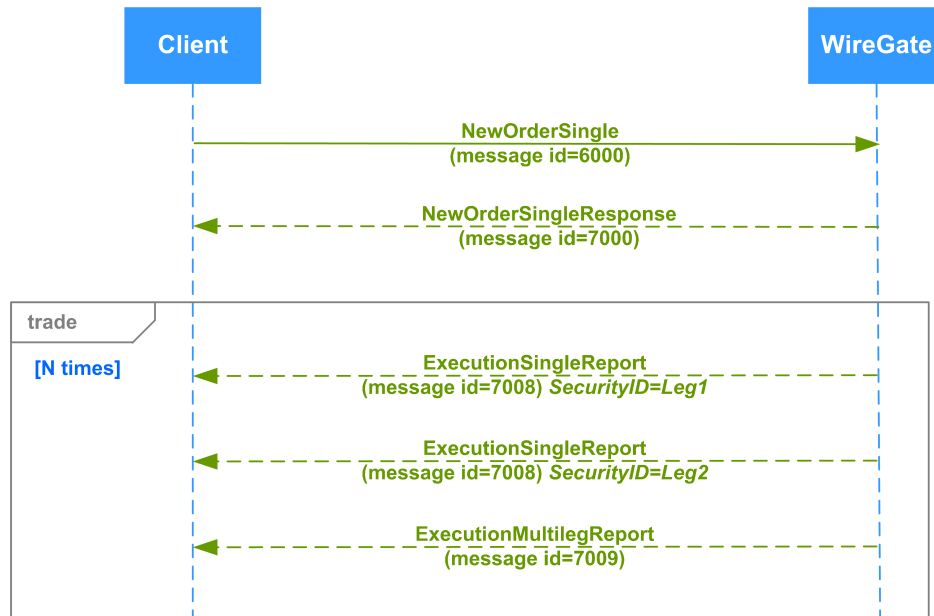 Client
WireGate
NewOrderSingle
(message id=6000)
NewOrderSingleResponse
(message id=7000)
trade
[N times]
ExecutionSingleReport
(message id=7008) SecurityID=Leg1
ExecutionSingleReport
(message id=7008) SecurityID=Leg2
ExecutionMultilegReport
(message id=7009)